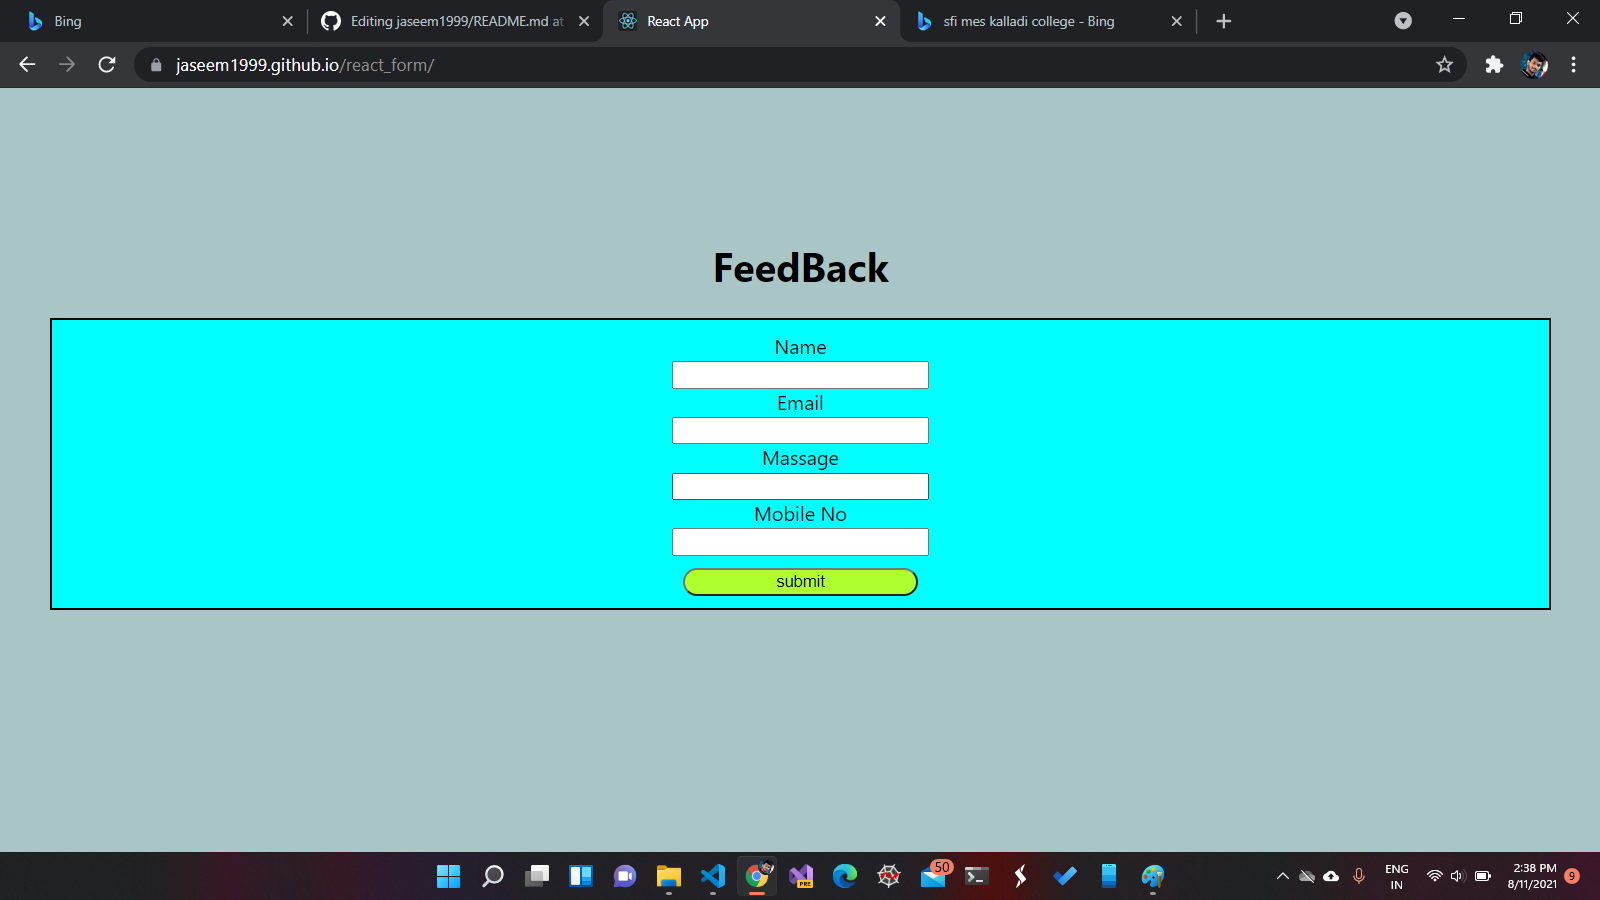 Bing
Editing jaseem1999/README.md at
React App
sfi mes kalladi college - Bing
jaseem1999.github.io/react_form/
FeedBack
Name
Email
Massage
Mobile No
submit
PRE
50
ENG
IN
2:38 PM
8/11/2021
9